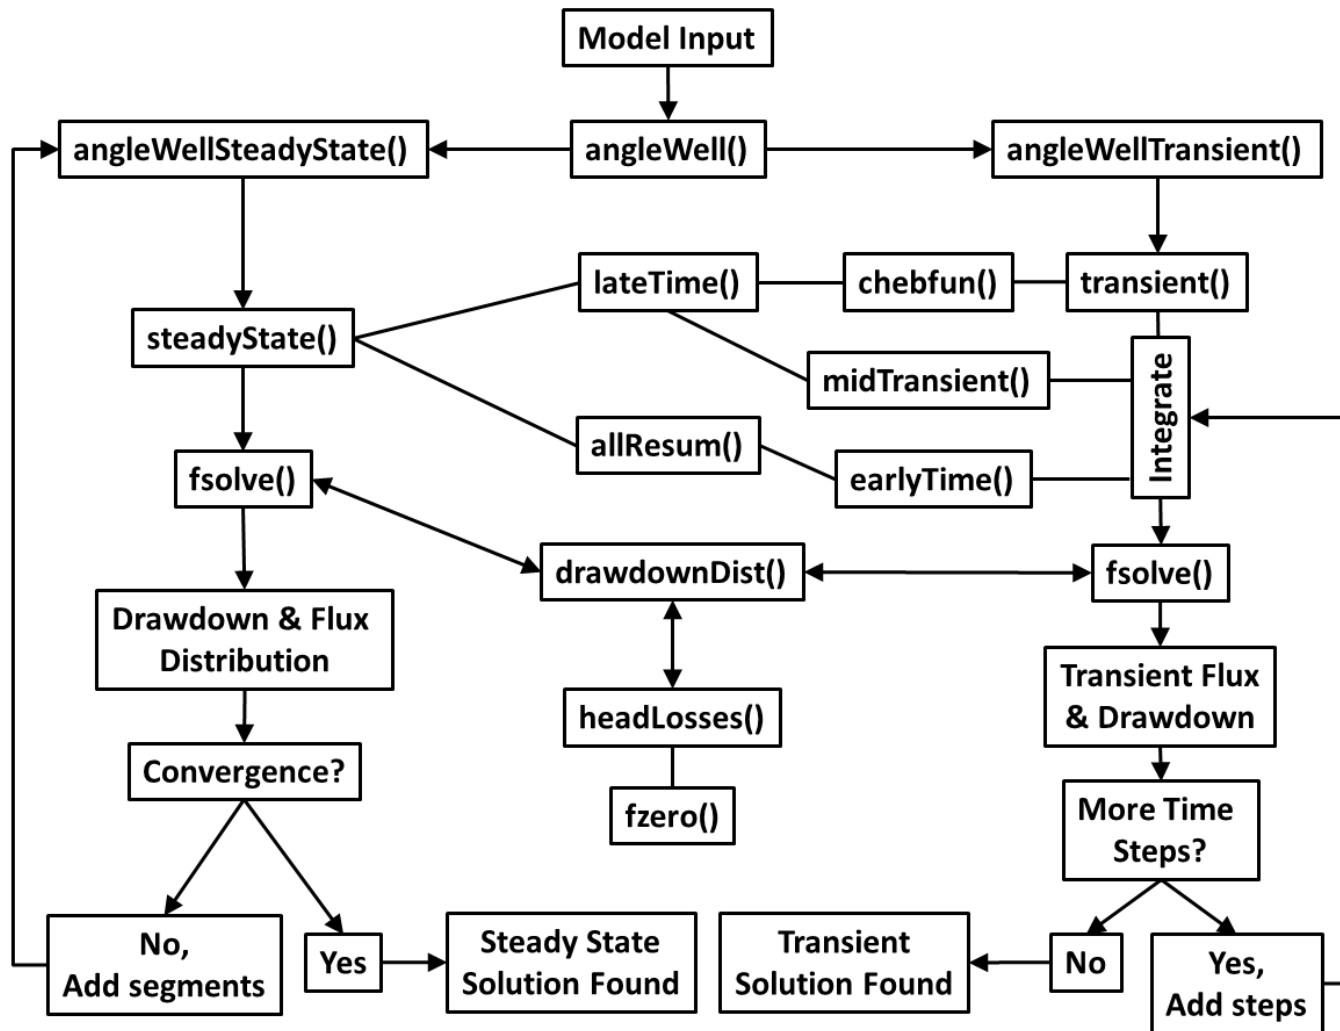 Model Input
angleWellSteadyState()
angleWell()
angleWellTransient()
lateTime()
chebfun()
transient()
steadyState()
midTransient()
Integrate
allResum()
fsolve()
earlyTime()
drawdownDist()
fsolve()
Drawdown & Flux
Distribution
Transient Flux
& Drawdown
headLosses()
Convergence?
fzero()
More Time
Steps?
No,
Add segments
Yes
Steady State
Solution Found
Transient
Solution Found
No
Yes,
Add steps